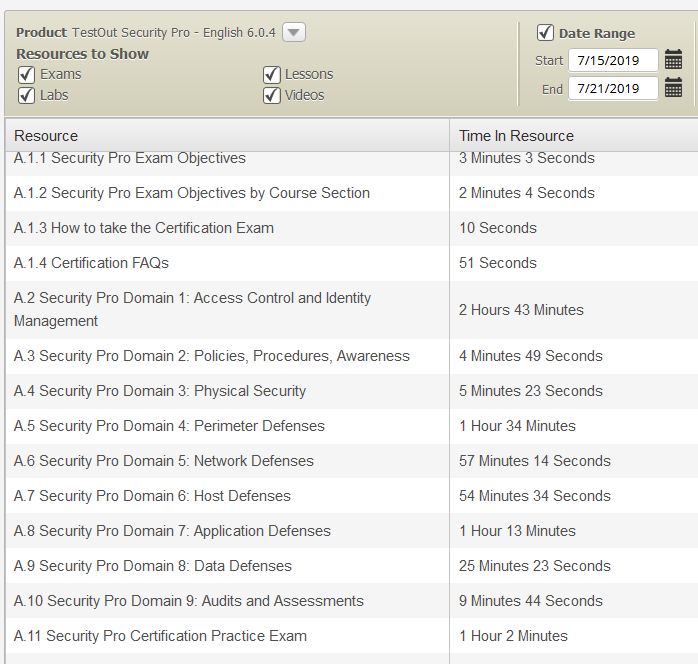 Product TestOut Security Pro - English 6.0.4
Resources to Show
Exams
Lessons
Labs
Videos
Date Range
Start 7/15/2019
End 7/21/2019
Resource Time In Resource
A.1.1 Security Pro Exam Objectives 3 Minutes 3 Seconds
A.1.2 Security Pro Exam Objectives by Course Section 2 Minutes 4 Seconds
A.1.3 How to take the Certification Exam 10 Seconds
A.1.4 Certification FAQs 51 Seconds
A.2 Security Pro Domain 1: Access Control and Identity
Management
2 Hours 43 Minutes
A.3 Security Pro Domain 2: Policies, Procedures, Awareness 4 Minutes 49 Seconds
A.4 Security Pro Domain 3: Physical Security 5 Minutes 23 Seconds
A.5 Security Pro Domain 4: Perimeter Defenses 1 Hour 34 Minutes
A.6 Security Pro Domain 5: Network Defenses 57 Minutes 14 Seconds
A.7 Security Pro Domain 6: Host Defenses 54 Minutes 34 Seconds
A.8 Security Pro Domain 7: Application Defenses 1 Hour 13 Minutes
A.9 Security Pro Domain 8: Data Defenses 25 Minutes 23 Seconds
A.10 Security Pro Domain 9: Audits and Assessments 9 Minutes 44 Seconds
A.11 Security Pro Certification Practice Exam 1 Hour 2 Minutes